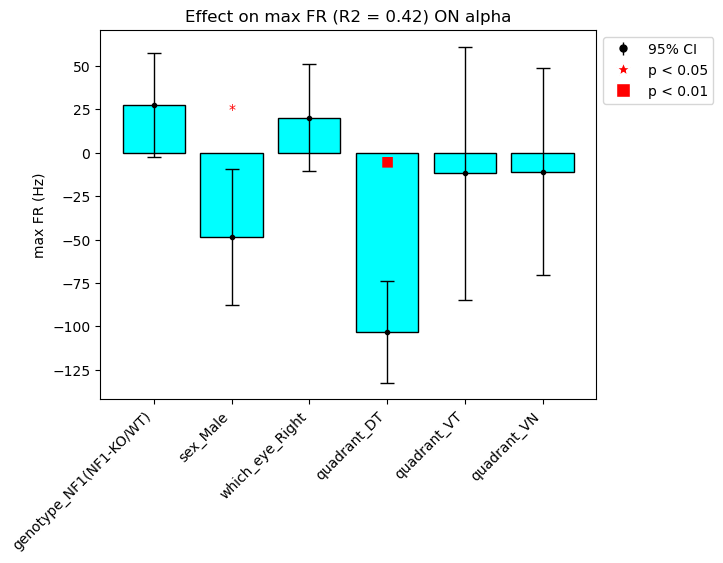 Effect on max FR (R2 = 0.42) ON alpha
max FR (Hz)
50
25
0
−25
−50
−75
−100
−125
*
genotype_NF1(NF1-KO/WT)
sex_Male
which_eye_Right
quadrant_DT
quadrant_VT
quadrant_VN
95% CI
p < 0.05
p < 0.01